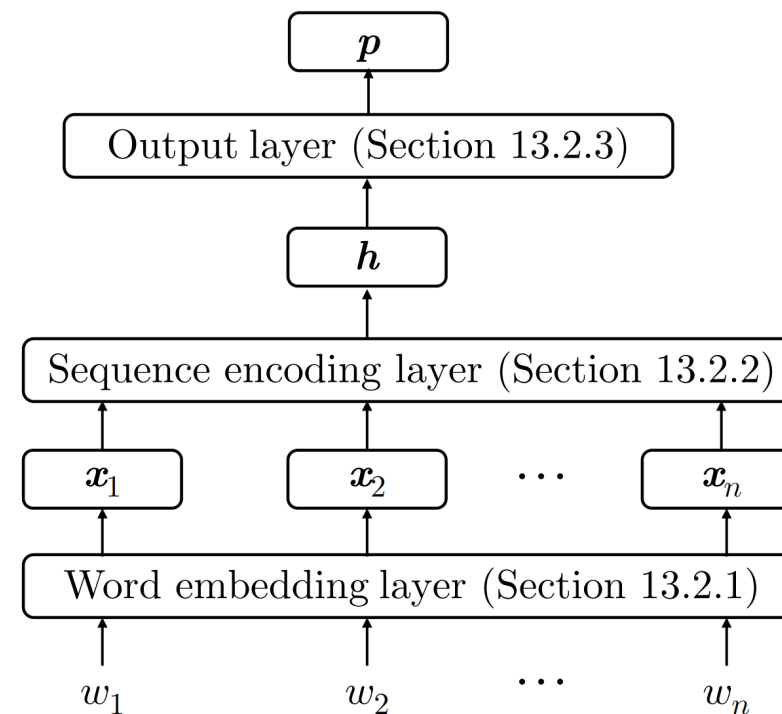 p
Output layer (Section 13.2.3)
h
Sequence encoding layer (Section 13.2.2)
x₁ x₂ ⋯ xₙ
Word embedding layer (Section 13.2.1)
w₁ w₂ ⋯ wₙ